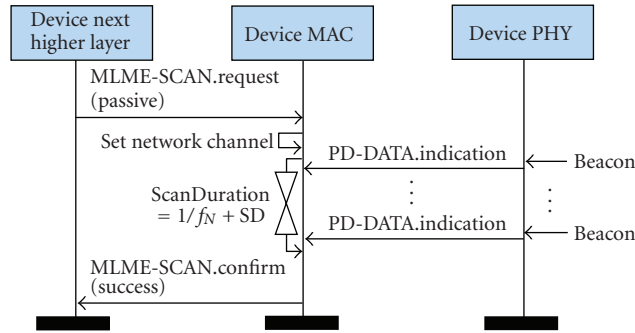 Device next
higher layer
Device MAC
Device PHY
MLME-SCAN.request
(passive)
Set network channel
PD-DATA.indication
Beacon
ScanDuration
= 1/f_N + SD
PD-DATA.indication
Beacon
MLME-SCAN.confirm
(success)